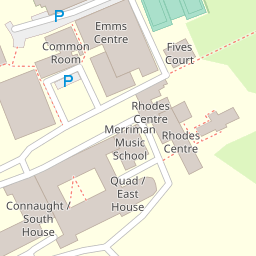 P
Emms
Centre
Common
Room
Fives
Court
P
Rhodes
Centre
Merriman
Music
School
Rhodes
Centre
Quad /
East
House
Connaught /
South
House